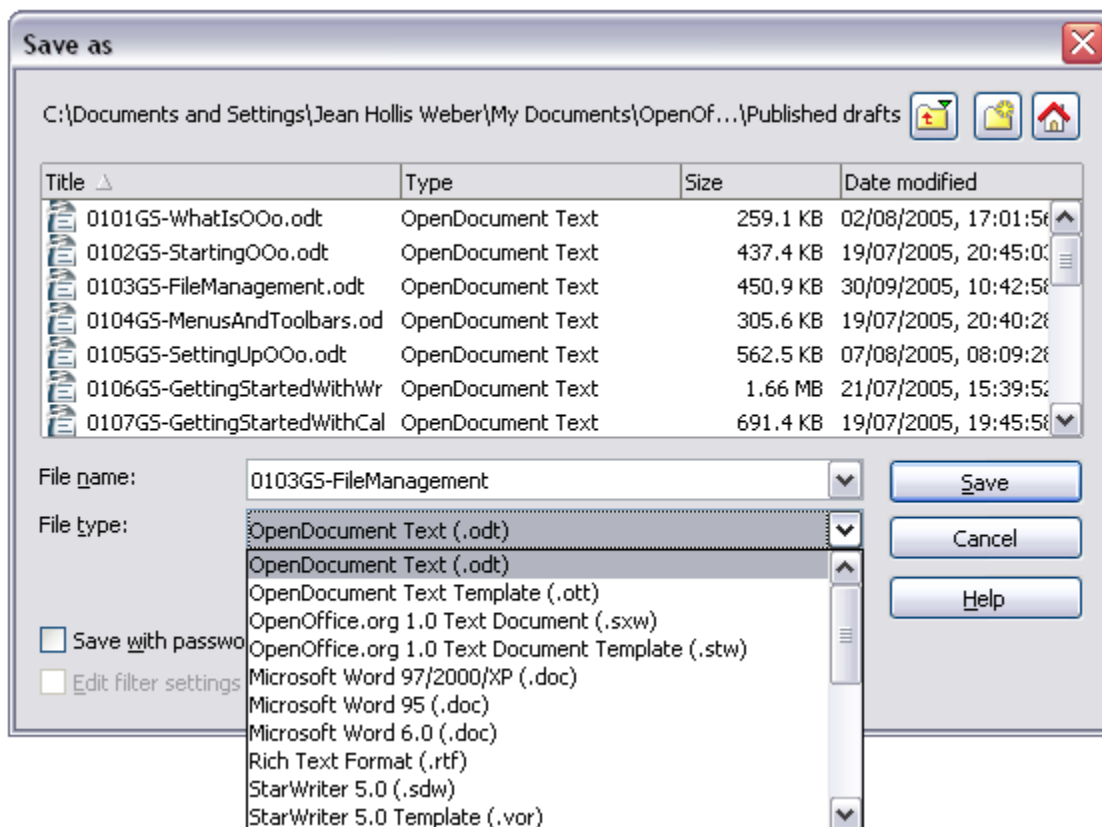 Save as
C:\Documents and Settings\Jean Hollis Weber\My Documents\OpenOf...\Published drafts
Title Type Size Date modified
0101GS-WhatIsOOo.odt OpenDocument Text 259.1 KB 02/08/2005, 17:01:56
0102GS-StartingOOo.odt OpenDocument Text 437.4 KB 19/07/2005, 20:45:03
0103GS-FileManagement.odt OpenDocument Text 450.9 KB 30/09/2005, 10:42:58
0104GS-MenusAndToolbars.od OpenDocument Text 305.6 KB 19/07/2005, 20:40:28
0105GS-SettingUpOOo.odt OpenDocument Text 562.5 KB 07/08/2005, 08:09:28
0106GS-GettingStartedWithWr OpenDocument Text 1.66 MB 21/07/2005, 15:39:52
0107GS-GettingStartedWithCal OpenDocument Text 691.4 KB 19/07/2005, 19:45:58
File name: 0103GS-FileManagement Save
File type: OpenDocument Text (.odt) Cancel
OpenDocument Text (.odt)
OpenDocument Text Template (.ott) Help
OpenOffice.org 1.0 Text Document (.sxw)
Save with passwo OpenOffice.org 1.0 Text Document Template (.stw)
Edit filter settings Microsoft Word 97/2000/XP (.doc)
Microsoft Word 95 (.doc)
Microsoft Word 6.0 (.doc)
Rich Text Format (.rtf)
StarWriter 5.0 (.sdw)
StarWriter 5.0 Template (.vor)